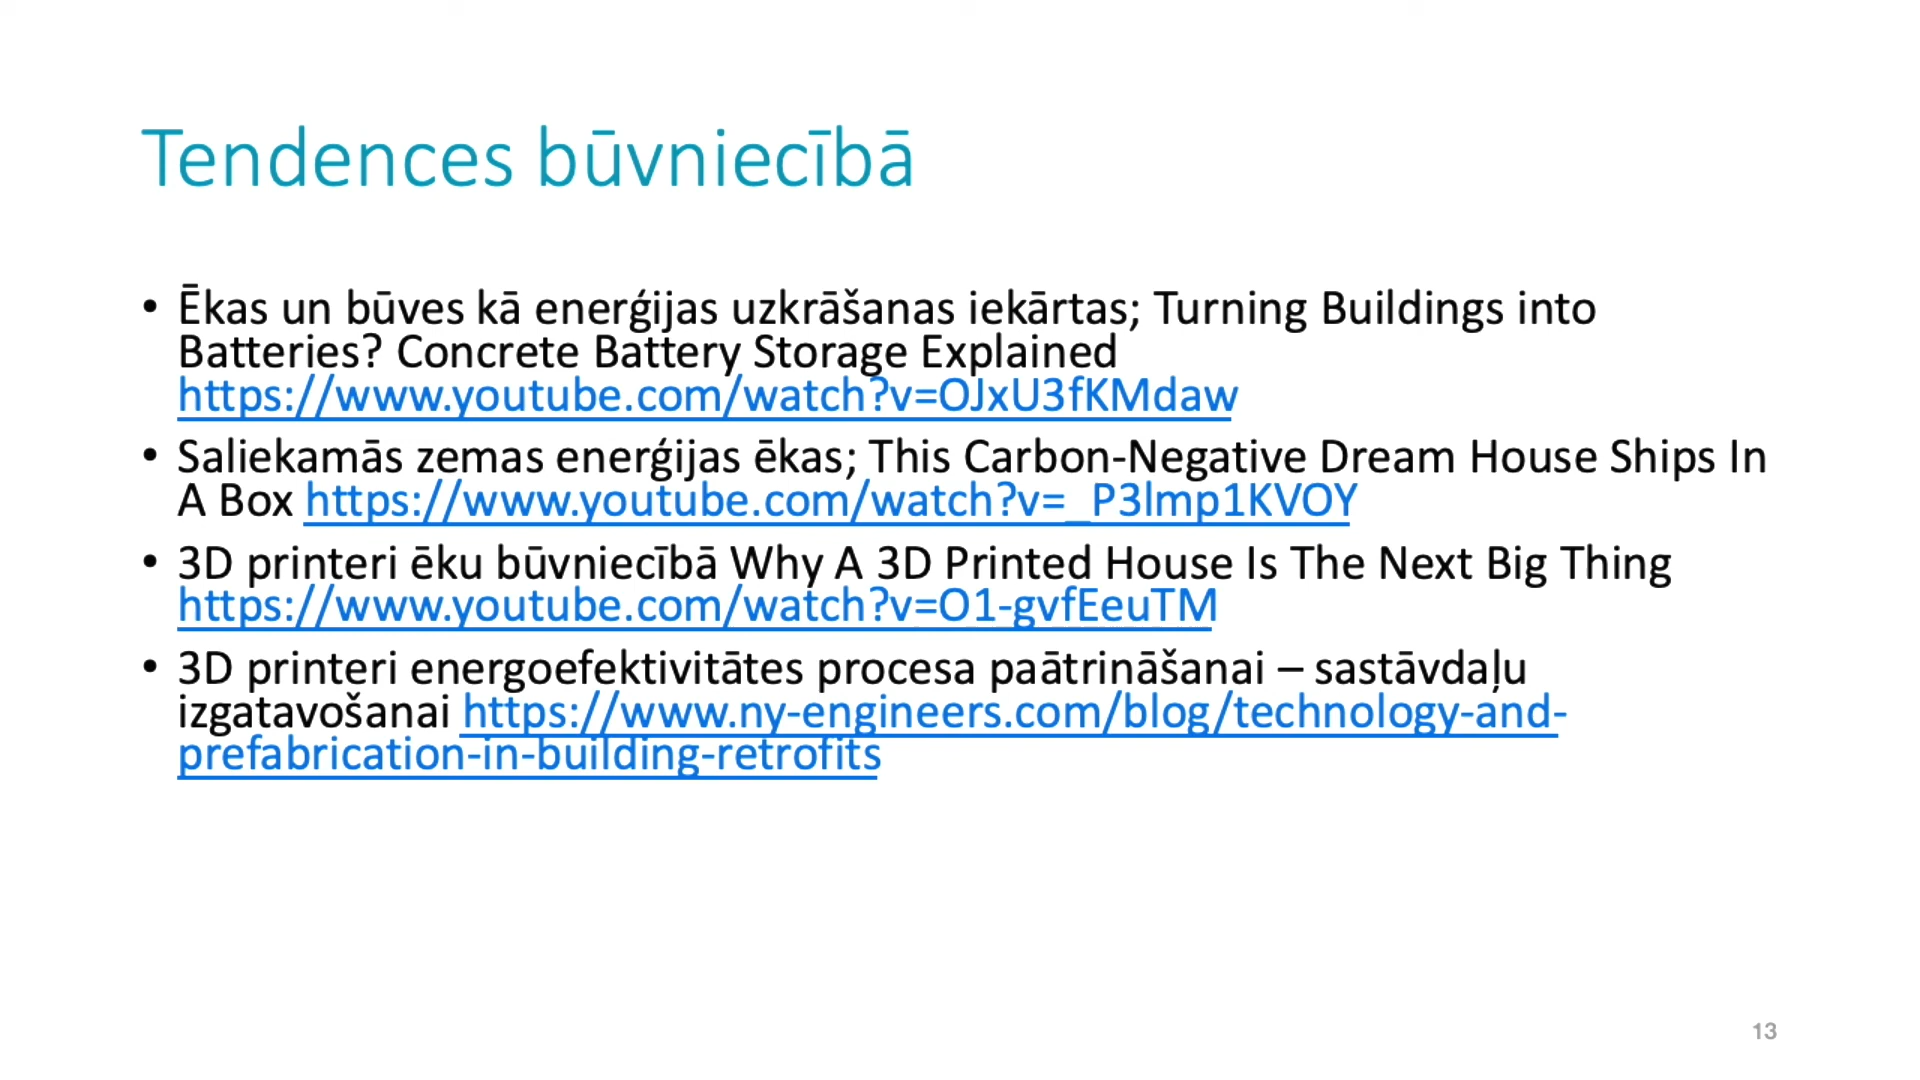 Tendences būvniecībā
• Ēkas un būves kā enerģijas uzkrāšanas iekārtas; Turning Buildings into
Batteries? Concrete Battery Storage Explained
https://www.youtube.com/watch?v=OJxU3fKMdaw
• Saliekamās zemas enerģijas ēkas; This Carbon-Negative Dream House Ships In
A Box https://www.youtube.com/watch?v=_P3lmp1KVOY
• 3D printeri ēku būvniecībā Why A 3D Printed House Is The Next Big Thing
https://www.youtube.com/watch?v=O1-gvfEeuTM
• 3D printeri energoefektivitātes procesa paātrināšanai – sastāvdaļu
izgatavošanai https://www.ny-engineers.com/blog/technology-and-
prefabrication-in-building-retrofits
13